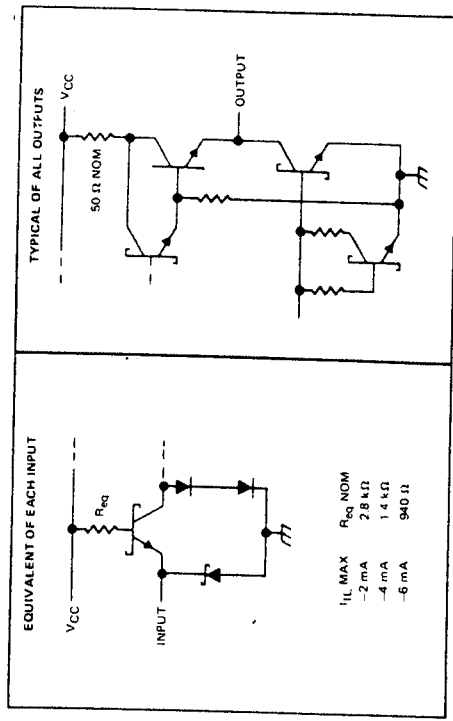 EQUIVALENT OF EACH INPUT
VCC
Req
INPUT
IIL MAX Req NOM
−2 mA 2.8 kΩ
−4 mA 1.4 kΩ
−6 mA 940 Ω
TYPICAL OF ALL OUTPUTS
VCC
50 Ω NOM
OUTPUT